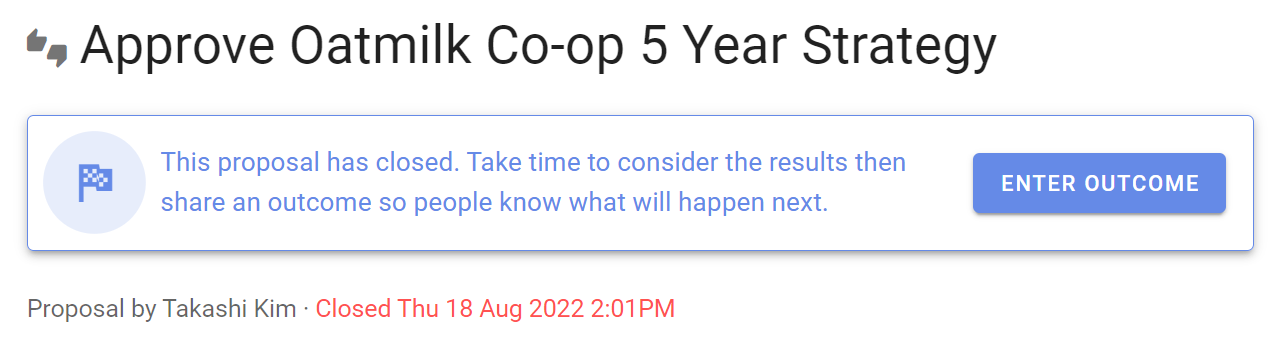 Approve Oatmilk Co-op 5 Year Strategy
This proposal has closed. Take time to consider the results then
share an outcome so people know what will happen next.
ENTER OUTCOME
Proposal by Takashi Kim · Closed Thu 18 Aug 2022 2:01PM